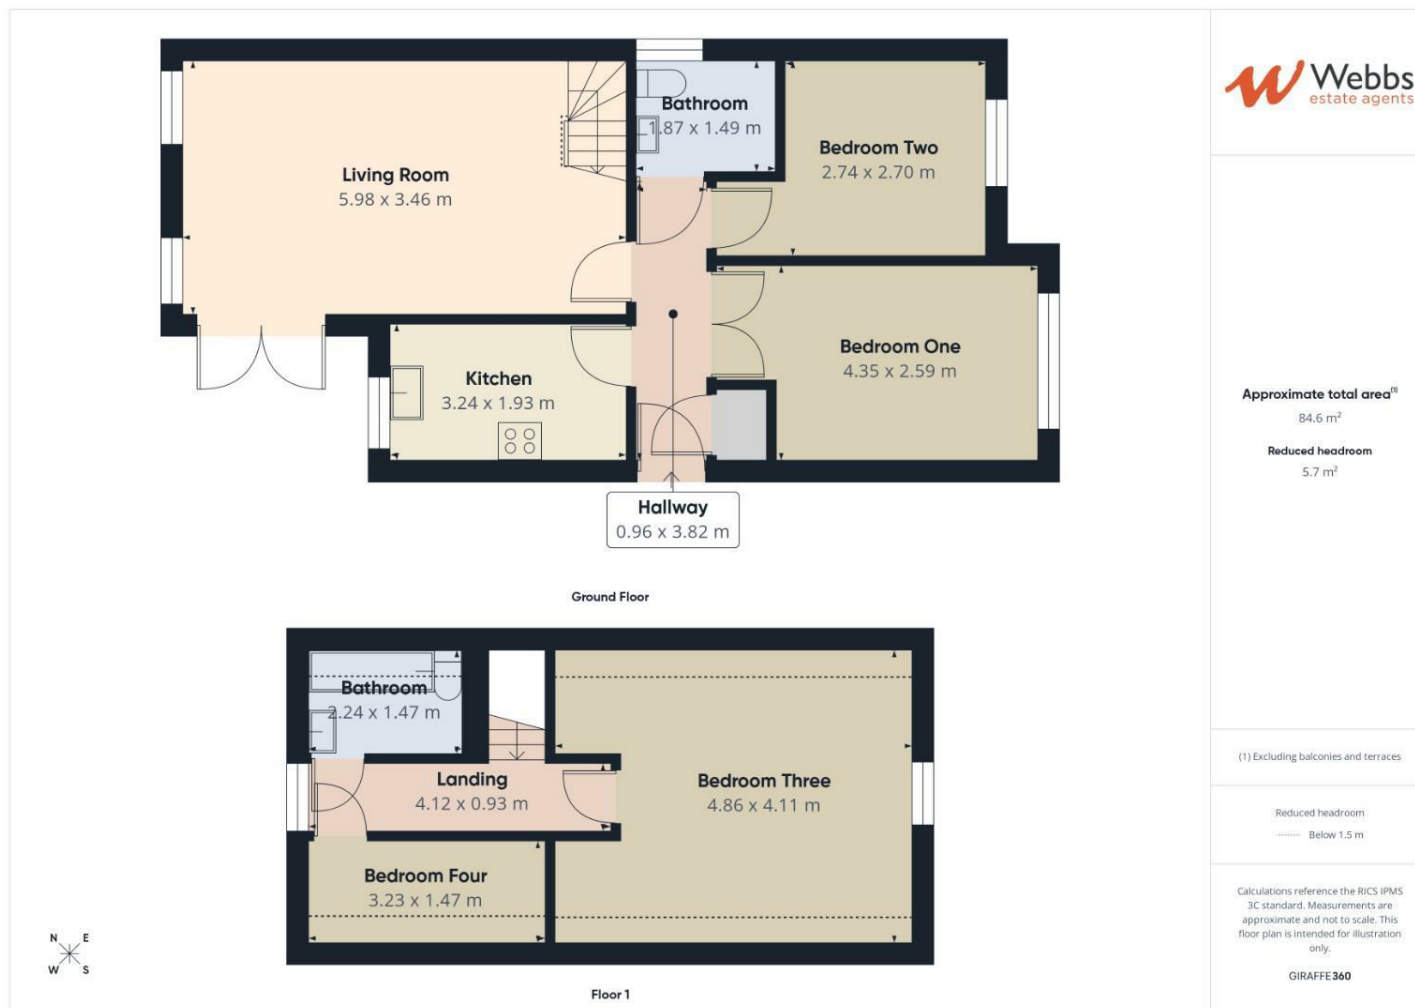 Webbs
estate agents
Bathroom
1.87 x 1.49 m
Bedroom Two
2.74 x 2.70 m
Living Room
5.98 x 3.46 m
Bedroom One
4.35 x 2.59 m
Kitchen
3.24 x 1.93 m
Hallway
0.96 x 3.82 m
Ground Floor
Bathroom
2.24 x 1.47 m
Landing
4.12 x 0.93 m
Bedroom Three
4.86 x 4.11 m
Bedroom Four
3.23 x 1.47 m
N E
W S
Floor 1
Approximate total area(1)
84.6 m²
Reduced headroom
5.7 m²
(1) Excluding balconies and terraces
Reduced headroom
Below 1.5 m
Calculations reference the RICS IPMS
3C standard. Measurements are
approximate and not to scale. This
floor plan is intended for illustration
only.
GIRAFFE360